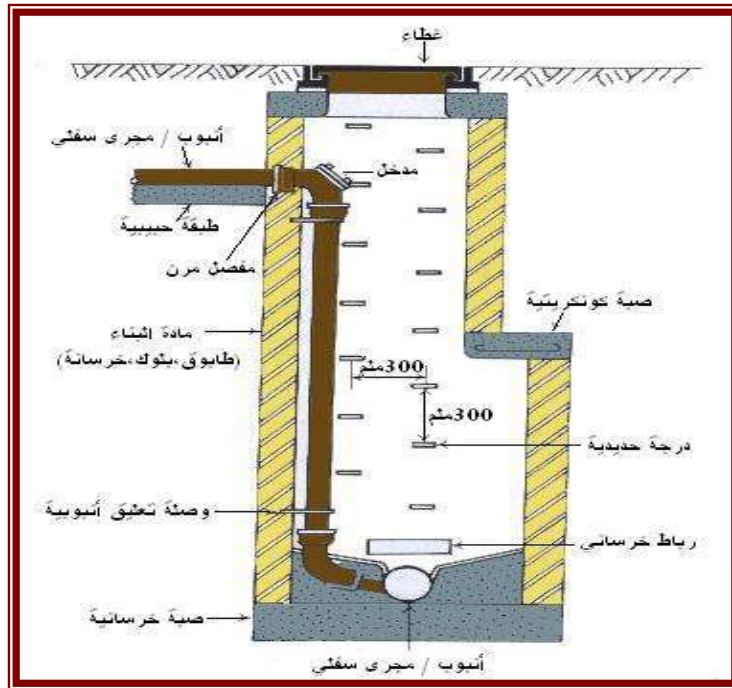 غطاء
أنبوب / مجرى سفلي
مدخل
طبقة حبيبية
مفصل مرن
صبة كونكريتية
مادة البناء
(طابوق،بلوك،خرسانة)
300ملم
300ملم
درجة حديدية
وصلة تعليق أنبوبية
رباط خرساني
صبة خرسانية
أنبوب / مجرى سفلي